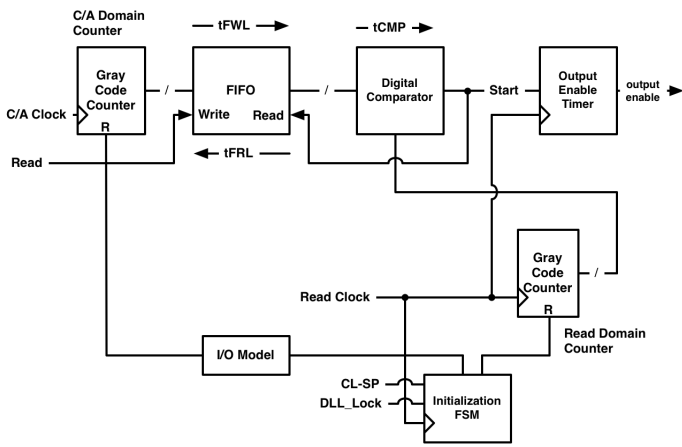 C/A Domain
Counter
tFWL
tCMP
Gray
Code
Counter
R
/
FIFO
Write
Read
/
Digital
Comparator
Start
Output
Enable
Timer
output
enable
C/A Clock
Read
tFRL
Gray
Code
Counter
R
/
Read Clock
Read Domain
Counter
I/O Model
CL-SP
DLL_Lock
Initialization
FSM